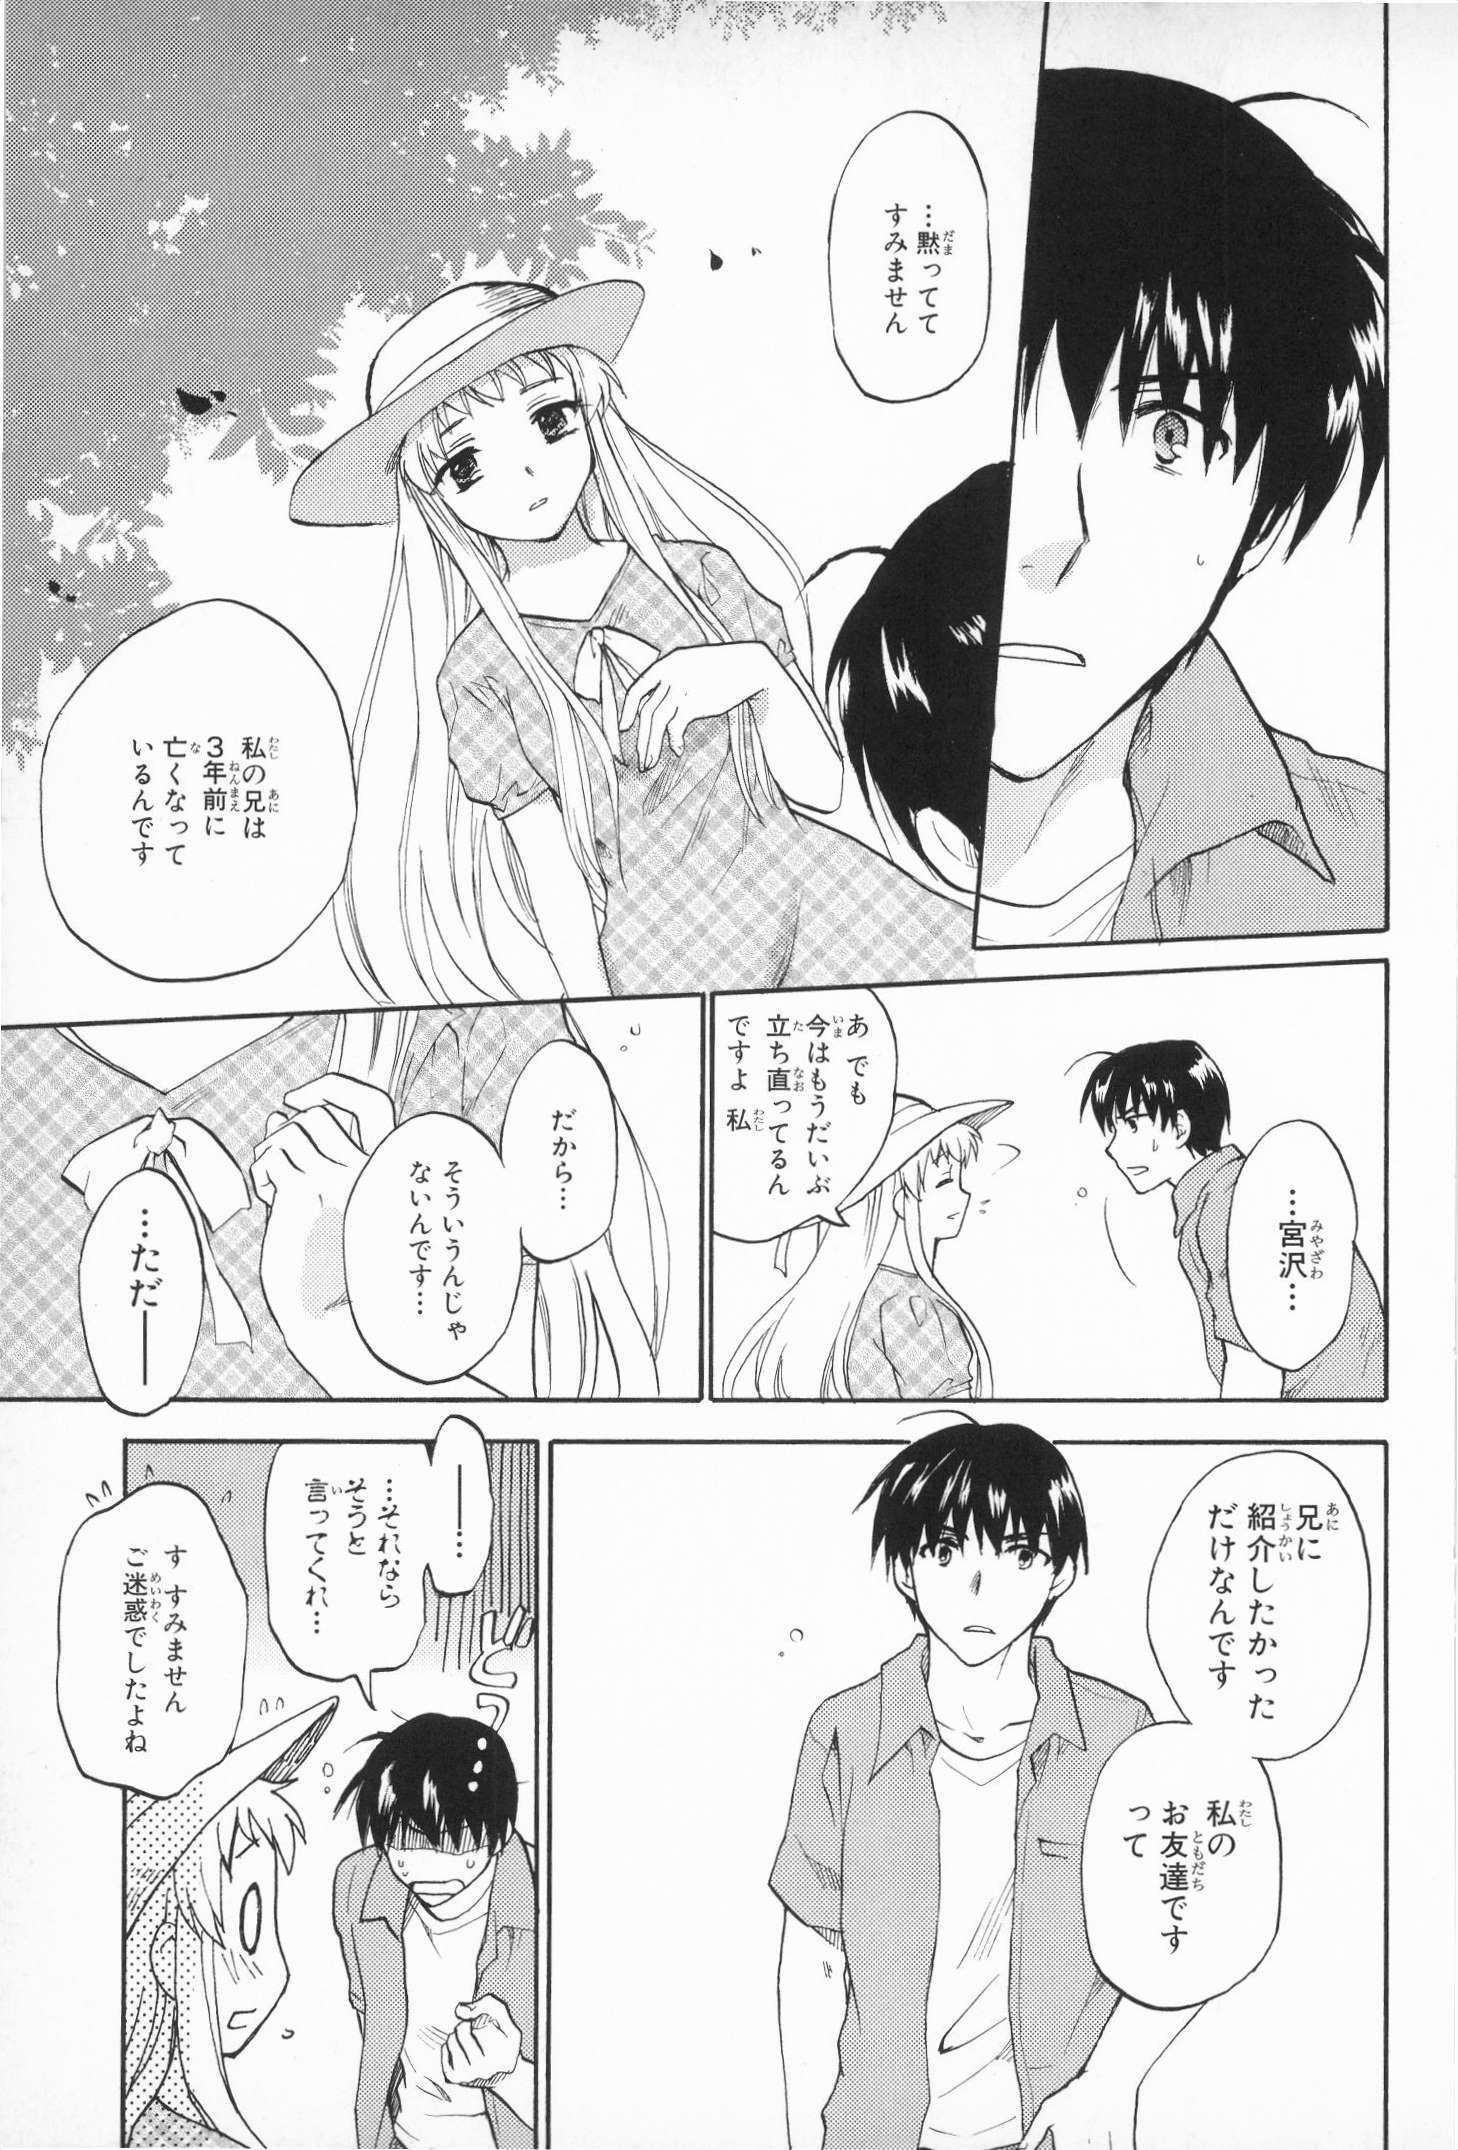 …黙ってて
すみません
私の兄は
3年前に
亡くなって
いるんです
…宮沢…
あ でも
今はもうだいぶ
立ち直ってるん
ですよ 私
だから…
そういうんじゃ
ないんです…
…ただ──
兄に
紹介したかった
だけなんです
私の
お友達です
って
──…
…それなら
そうと
言ってくれ…
どっ
す すみません
ご迷惑でしたよね